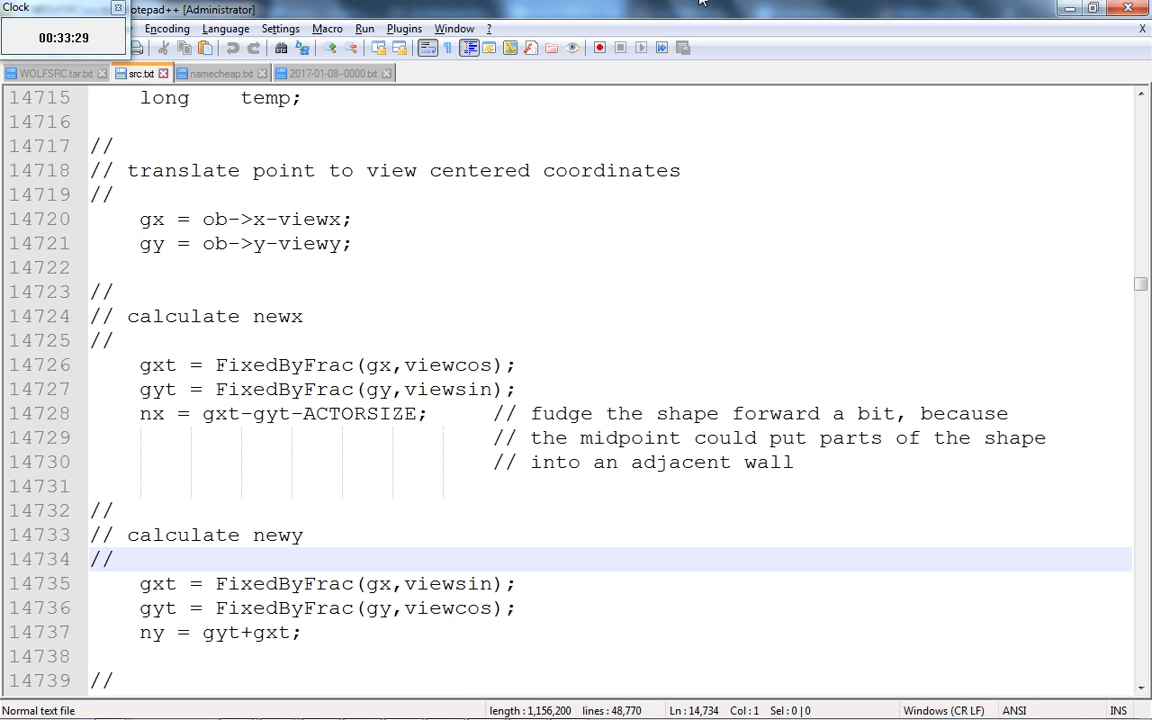 Clock
otepad++ [Administrator]
00:33:29
Encoding Language Settings Macro Run Plugins Window ?
X
WOLFSRC.tar.txt src.txt namecheap.txt 2017-01-08--0000.txt
14715 long temp;
14716
14717 //
14718 // translate point to view centered coordinates
14719 //
14720 gx = ob->x-viewx;
14721 gy = ob->y-viewy;
14722
14723 //
14724 // calculate newx
14725 //
14726 gxt = FixedByFrac(gx,viewcos);
14727 gyt = FixedByFrac(gy,viewsin);
14728 nx = gxt-gyt-ACTORSIZE; // fudge the shape forward a bit, because
14729 // the midpoint could put parts of the shape
14730 // into an adjacent wall
14731
14732 //
14733 // calculate newy
14734 //
14735 gxt = FixedByFrac(gx,viewsin);
14736 gyt = FixedByFrac(gy,viewcos);
14737 ny = gyt+gxt;
14738
14739 //
Normal text file length : 1,156,200 lines : 48,770 Ln : 14,734 Col : 1 Sel : 0 | 0 Windows (CR LF) ANSI INS